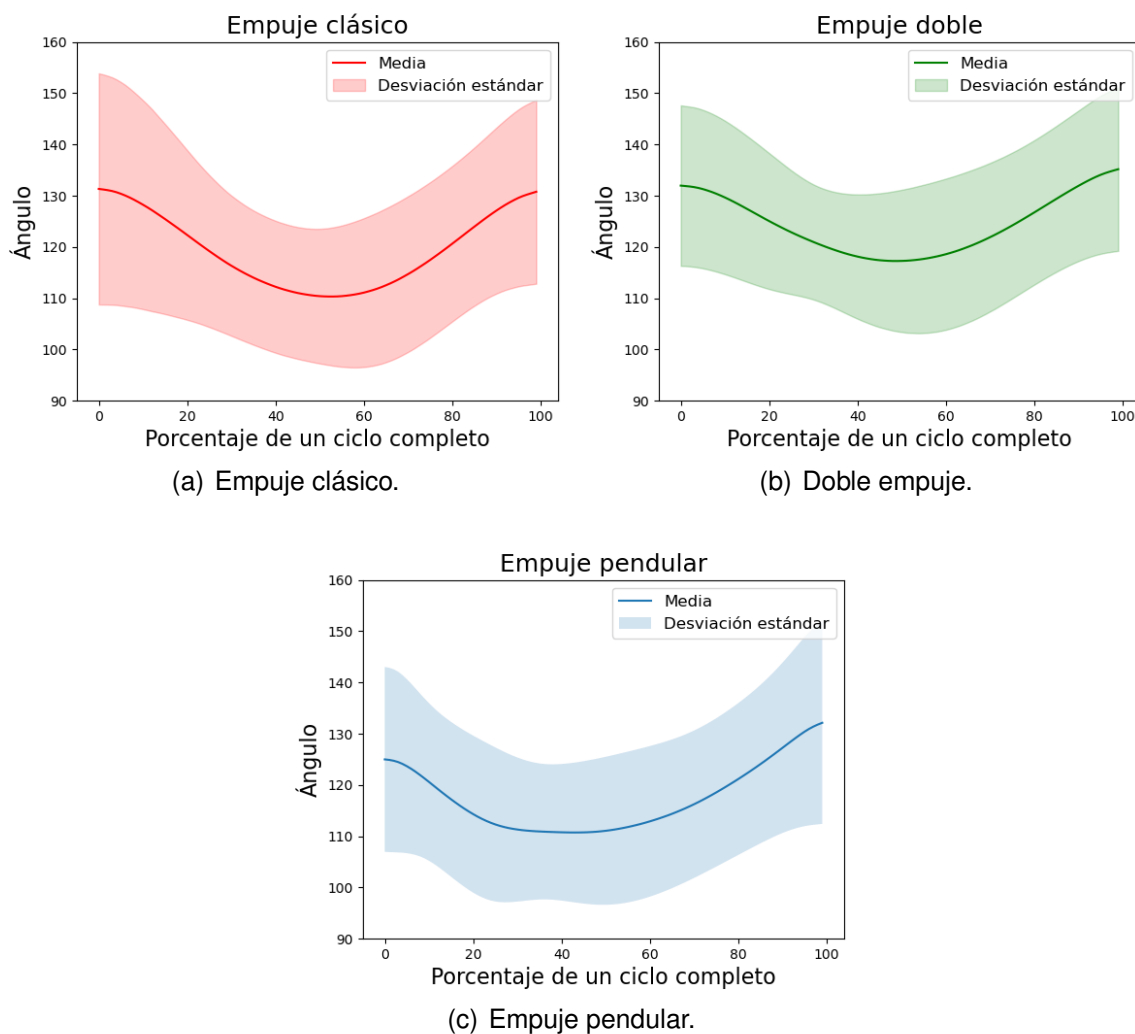 Empuje clásico
160
150
140
130
120
110
100
90
Ángulo
Media
Desviación estándar
0 20 40 60 80 100
Porcentaje de un ciclo completo
(a) Empuje clásico.
Empuje doble
160
150
140
130
120
110
100
90
Ángulo
Media
Desviación estándar
0 20 40 60 80 100
Porcentaje de un ciclo completo
(b) Doble empuje.
Empuje pendular
160
150
140
130
120
110
100
90
Ángulo
Media
Desviación estándar
0 20 40 60 80 100
Porcentaje de un ciclo completo
(c) Empuje pendular.